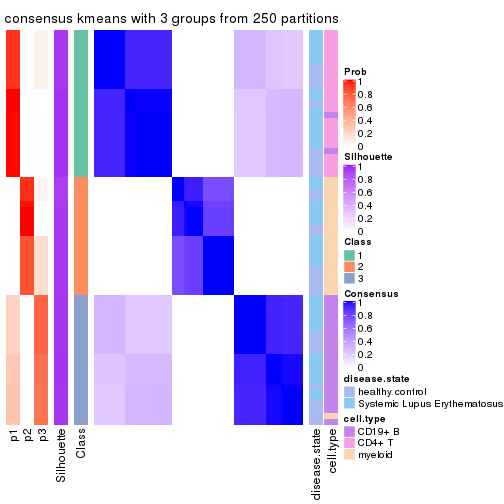 consensus kmeans with 3 groups from 250 partitions
Prob
1
0.8
0.6
0.4
0.2
0
Silhouette
1
0.8
0.6
0.4
0.2
0
Class
1
2
3
Consensus
1
0.8
0.6
0.4
0.2
0
disease.state
healthy control
Systemic Lupus Erythematosus
cell.type
CD19+ B
CD4+ T
myeloid
p1
p2
p3
Silhouette
Class
disease.state
cell.type